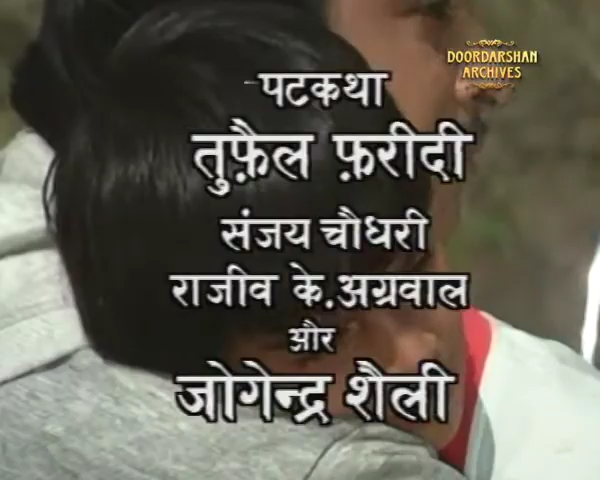 DOORDARSHAN
ARCHIVES
पटकथा
तुफ़ैल फ़रीदी
संजय चौधरी
राजीव के. अग्रवाल
और
जोगेन्द्र शैली